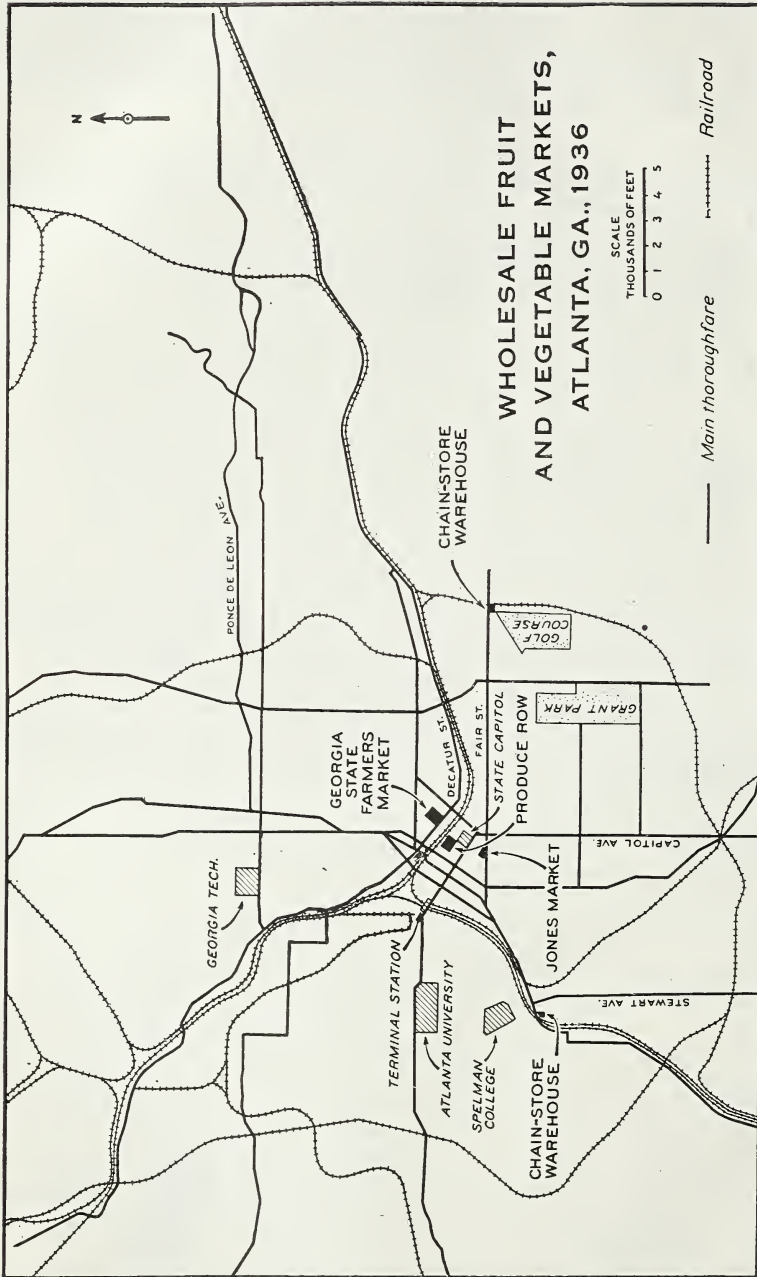 WHOLESALE FRUIT
AND VEGETABLE MARKETS,
ATLANTA, GA., 1936
SCALE
THOUSANDS OF FEET
0 1 2 3 4 5
Main thoroughfare
Railroad
N
PONCE DE LEON AVE.
GEORGIA TECH.
GEORGIA
STATE
FARMERS
MARKET
CHAIN-STORE
WAREHOUSE
DECATUR ST.
FAIR ST.
STATE CAPITOL
PRODUCE ROW
GOLF
COURSE
GRANT PARK
TERMINAL STATION
ATLANTA UNIVERSITY
SPELMAN
COLLEGE
JONES MARKET
CAPITOL AVE.
STEWART AVE.
CHAIN-STORE
WAREHOUSE